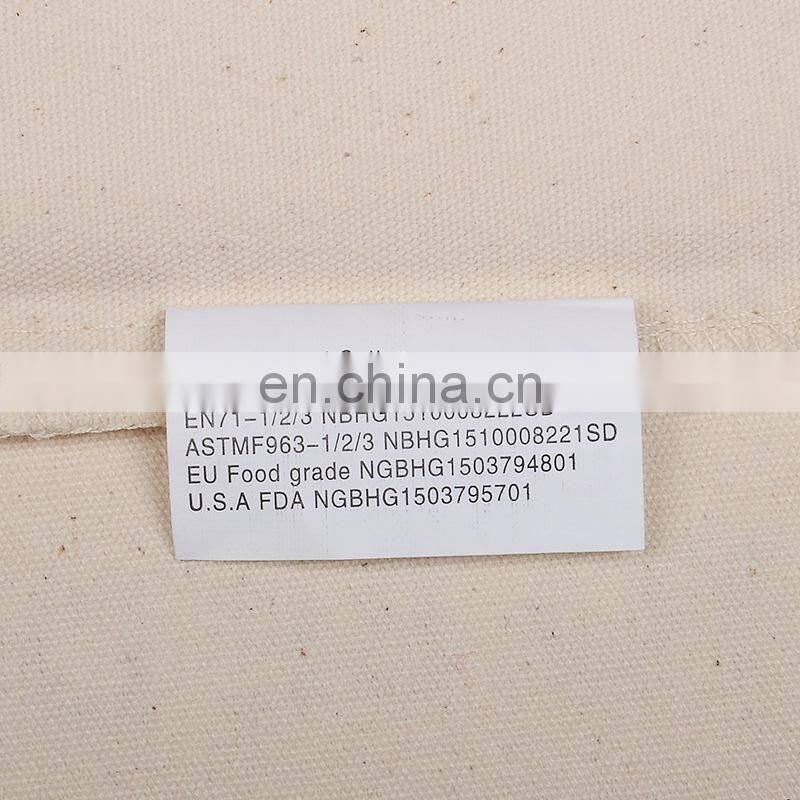 en.china.cn
EN71-1/2/3
ASTMF963-1/2/3 NBHG1510008221SD
EU Food grade NGBHG1503794801
U.S.A FDA NGBHG1503795701